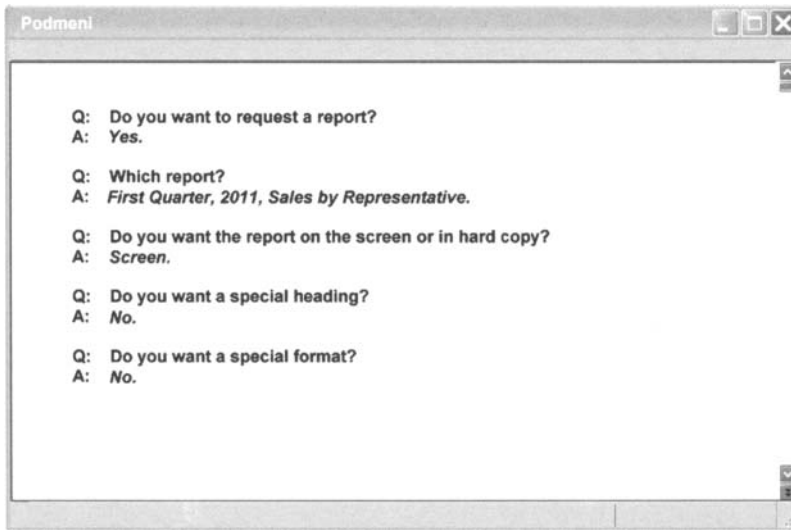 Podmeni
Q: Do you want to request a report?
A: Yes.
Q: Which report?
A: First Quarter, 2011, Sales by Representative.
Q: Do you want the report on the screen or in hard copy?
A: Screen.
Q: Do you want a special heading?
A: No.
Q: Do you want a special format?
A: No.